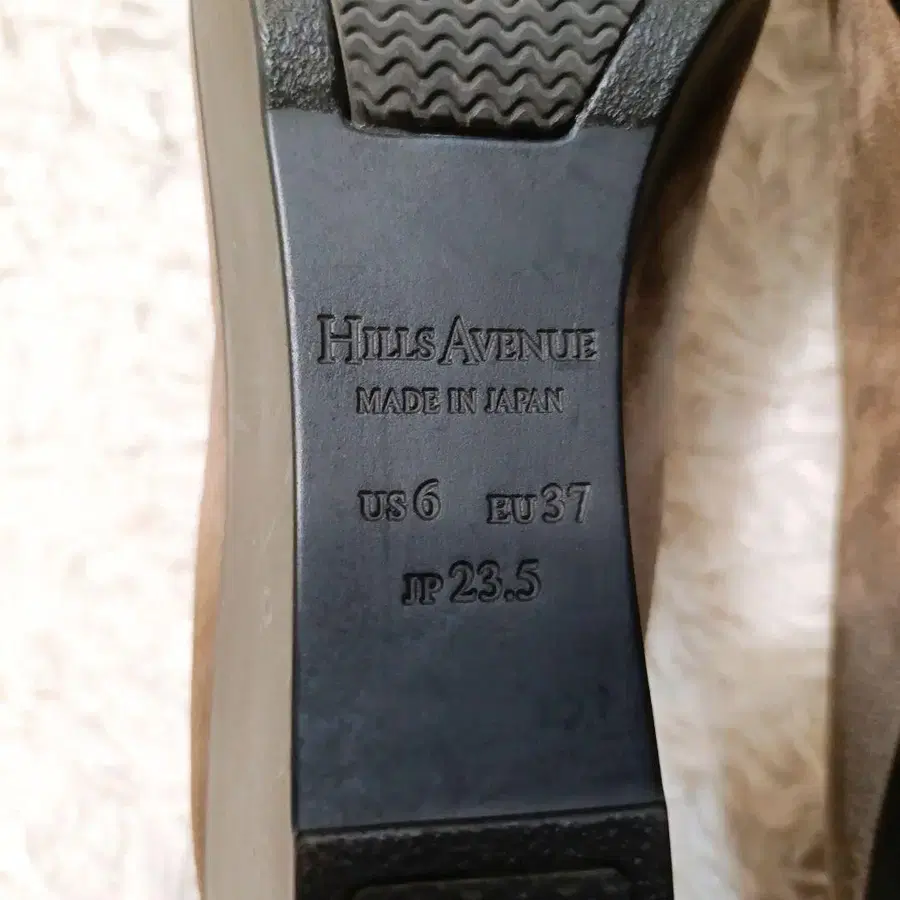 HILLS AVENUE
MADE IN JAPAN
US 6 EU 37
JP 23.5